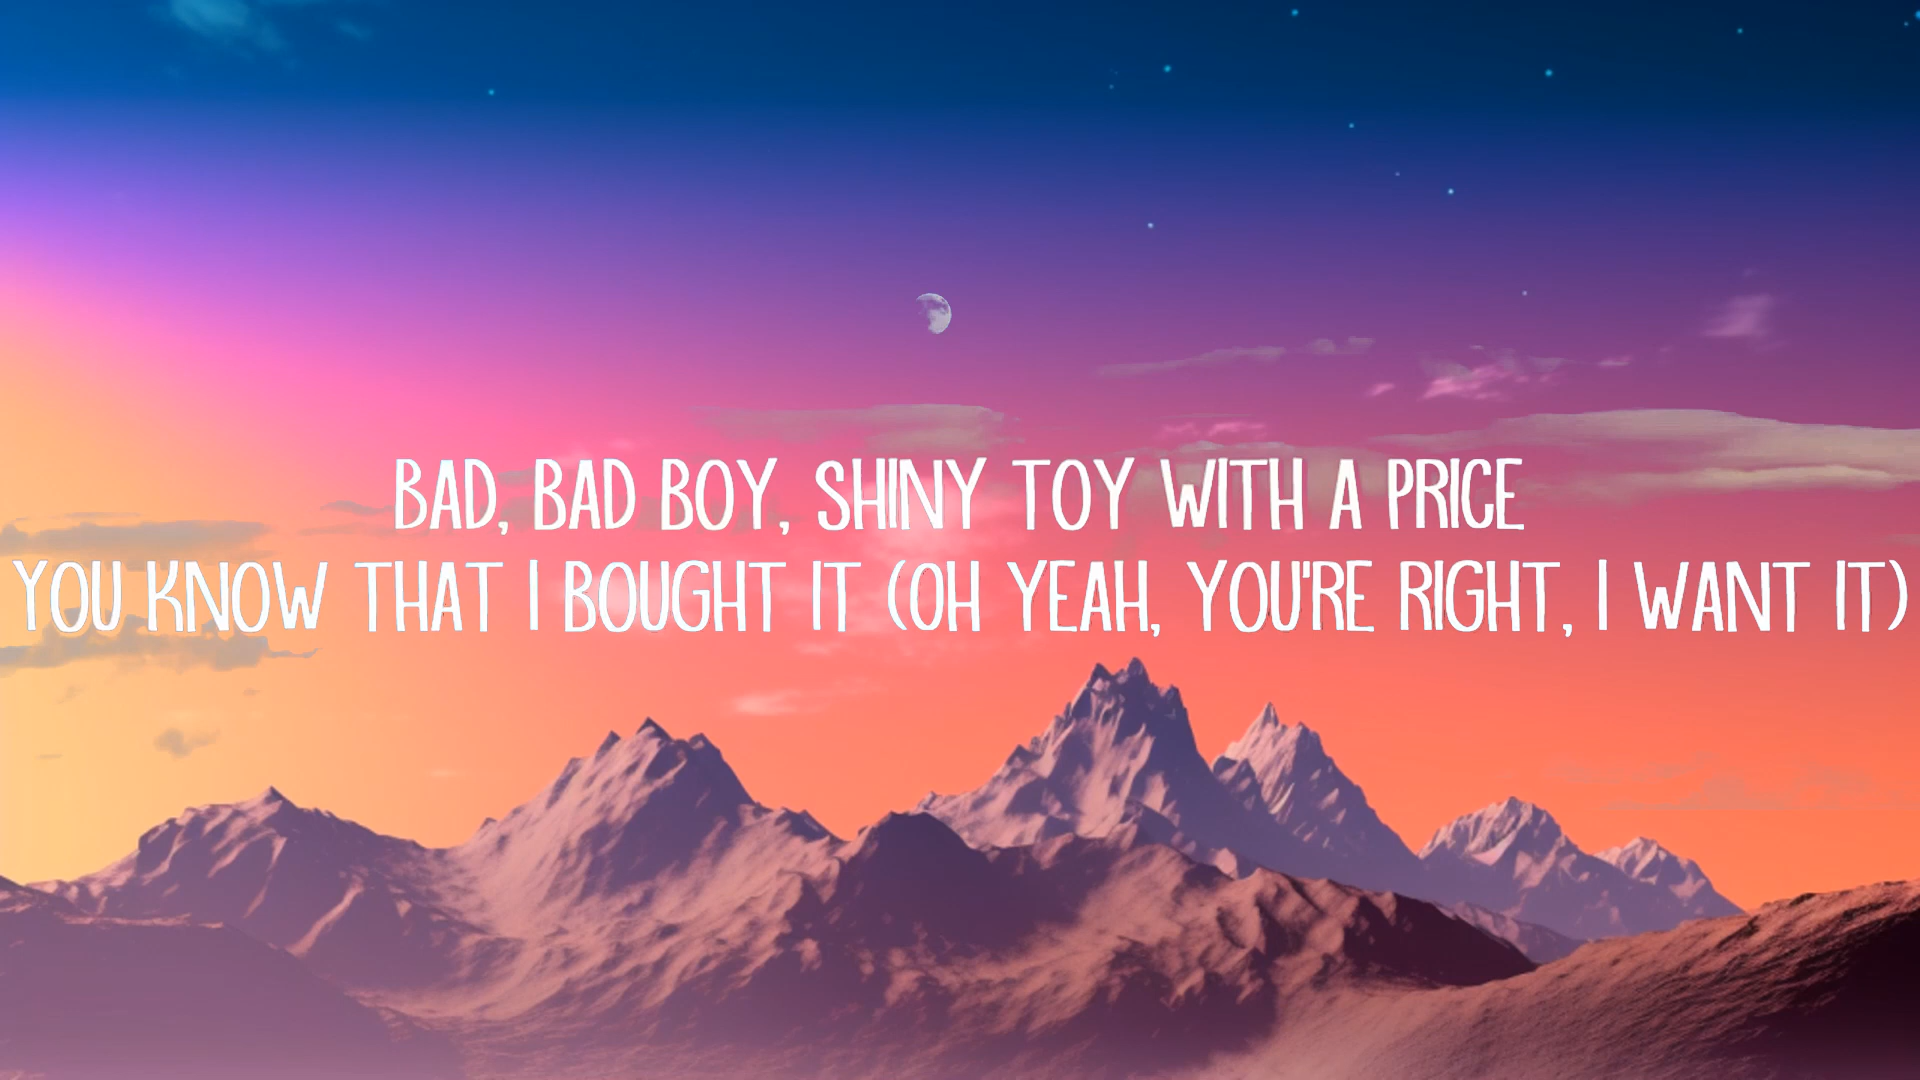 BAD, BAD BOY, SHINY TOY WITH A PRICE
YOU KNOW THAT I BOUGHT IT (OH YEAH, YOU'RE RIGHT, I WANT IT)